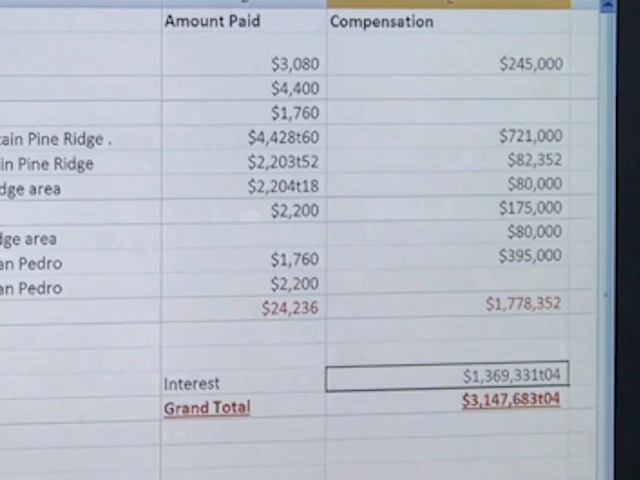 Amount Paid Compensation
$3,080 $245,000
$4,400
$1,760
tain Pine Ridge . $4,428t60 $721,000
in Pine Ridge $2,203t52 $82,352
dge area $2,204t18 $80,000
$2,200 $175,000
dge area $80,000
an Pedro $1,760 $395,000
an Pedro $2,200
$24,236 $1,778,352
Interest $1,369,331t04
Grand Total $3,147,683t04